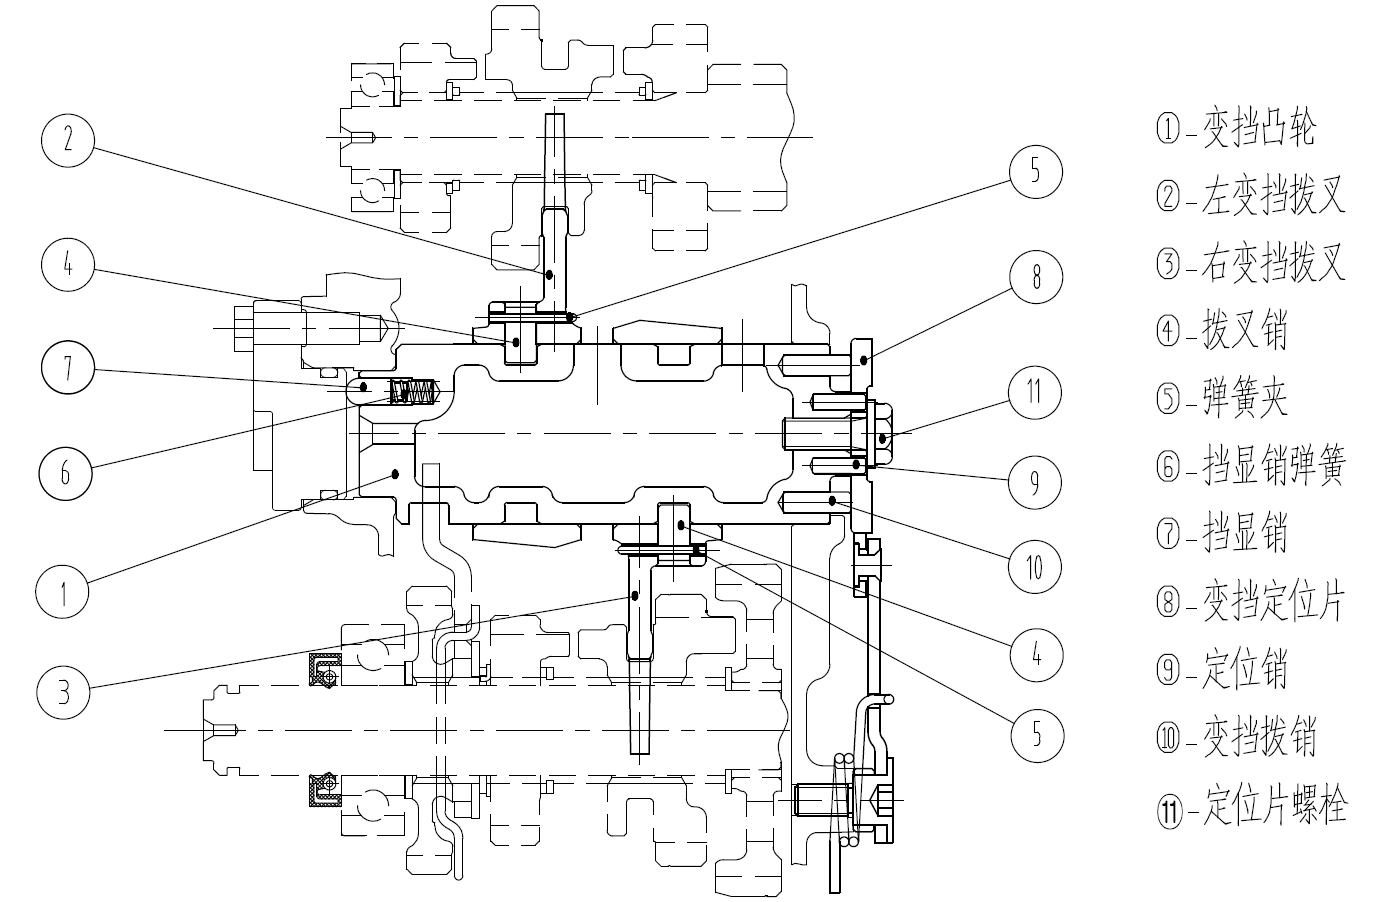 2
5
①-变挡凸轮
②-左变挡拨叉
4
8
③-右变挡拨叉
④-拨叉销
7
11
⑤-弹簧夹
6
9
⑥-挡显销弹簧
⑦-挡显销
1
10
⑧-变挡定位片
3
4
⑨-定位销
5
⑩-变挡拨销
⑪-定位片螺栓